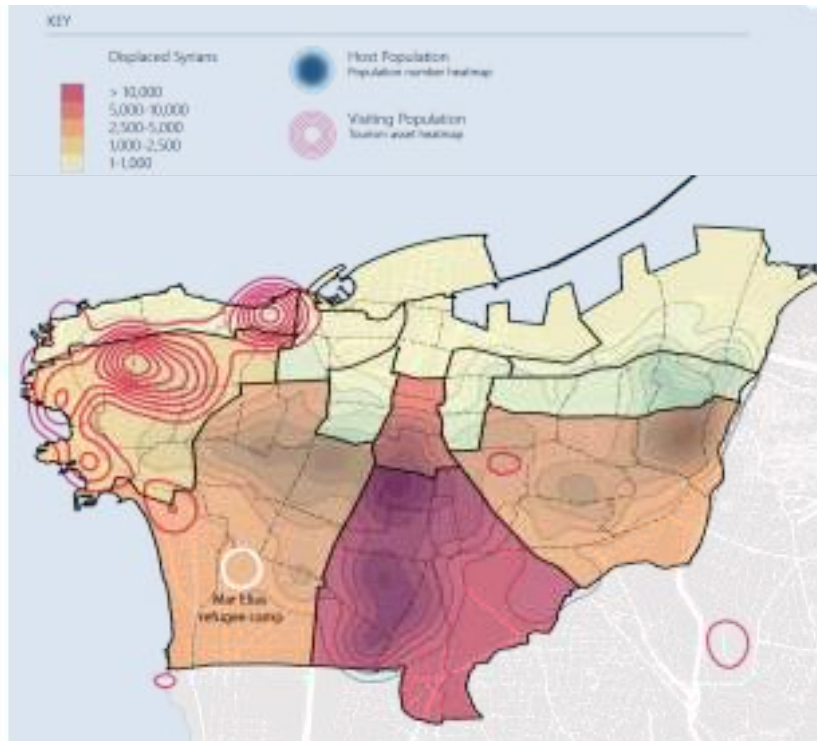 KEY
Displaced Syrians
> 10,000
5,000-10,000
2,500-5,000
1,000-2,500
1-1,000
Host Population
Population number heatmap
Visiting Population
Tourism asset heatmap
Mar Elias
refugee camp